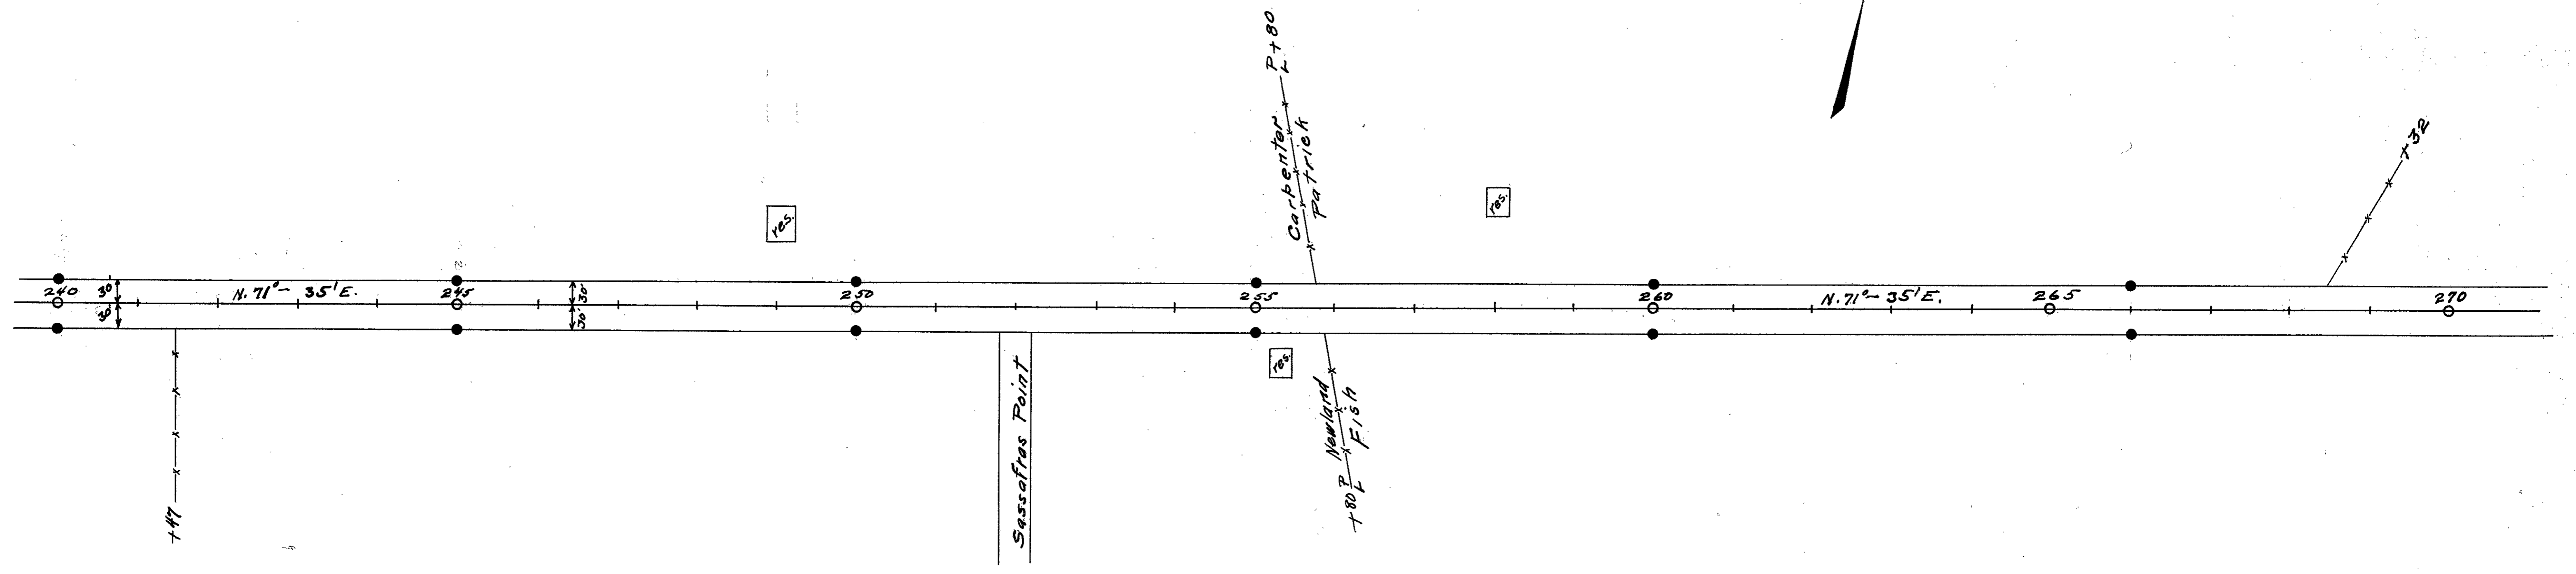 P
L +80
Carpenter
Patrick
+32
res.
res.
240
30'
N. 71° - 35' E.
245
30'
250
255
260
N. 71° - 35' E.
265
270
30'
30'
res.
+47
Sassafras Point
Newland
Fish
+80 P
L